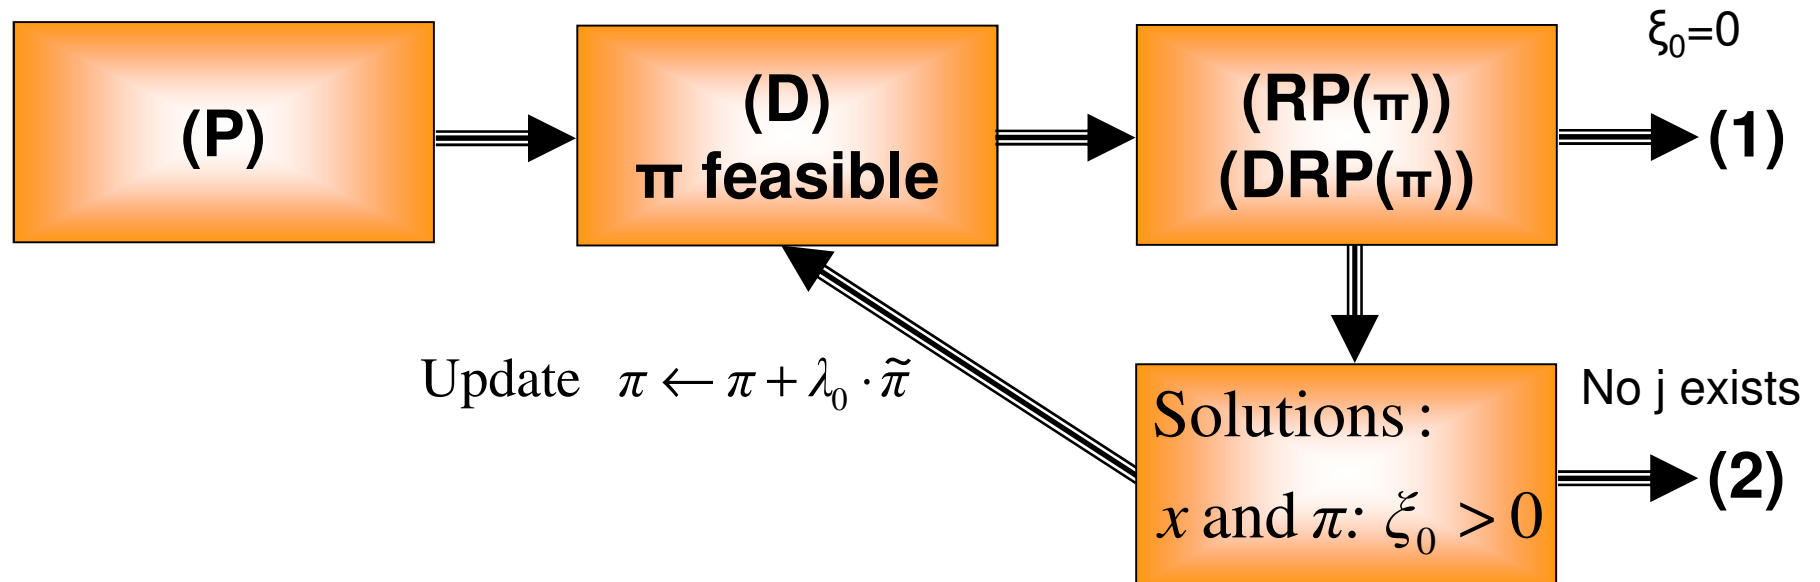 (P)
(D)
π feasible
(RP(π))
(DRP(π))
ξ₀=0
(1)
Update π ← π + λ₀ · π̃
Solutions :
x and π: ξ₀ > 0
No j exists
(2)